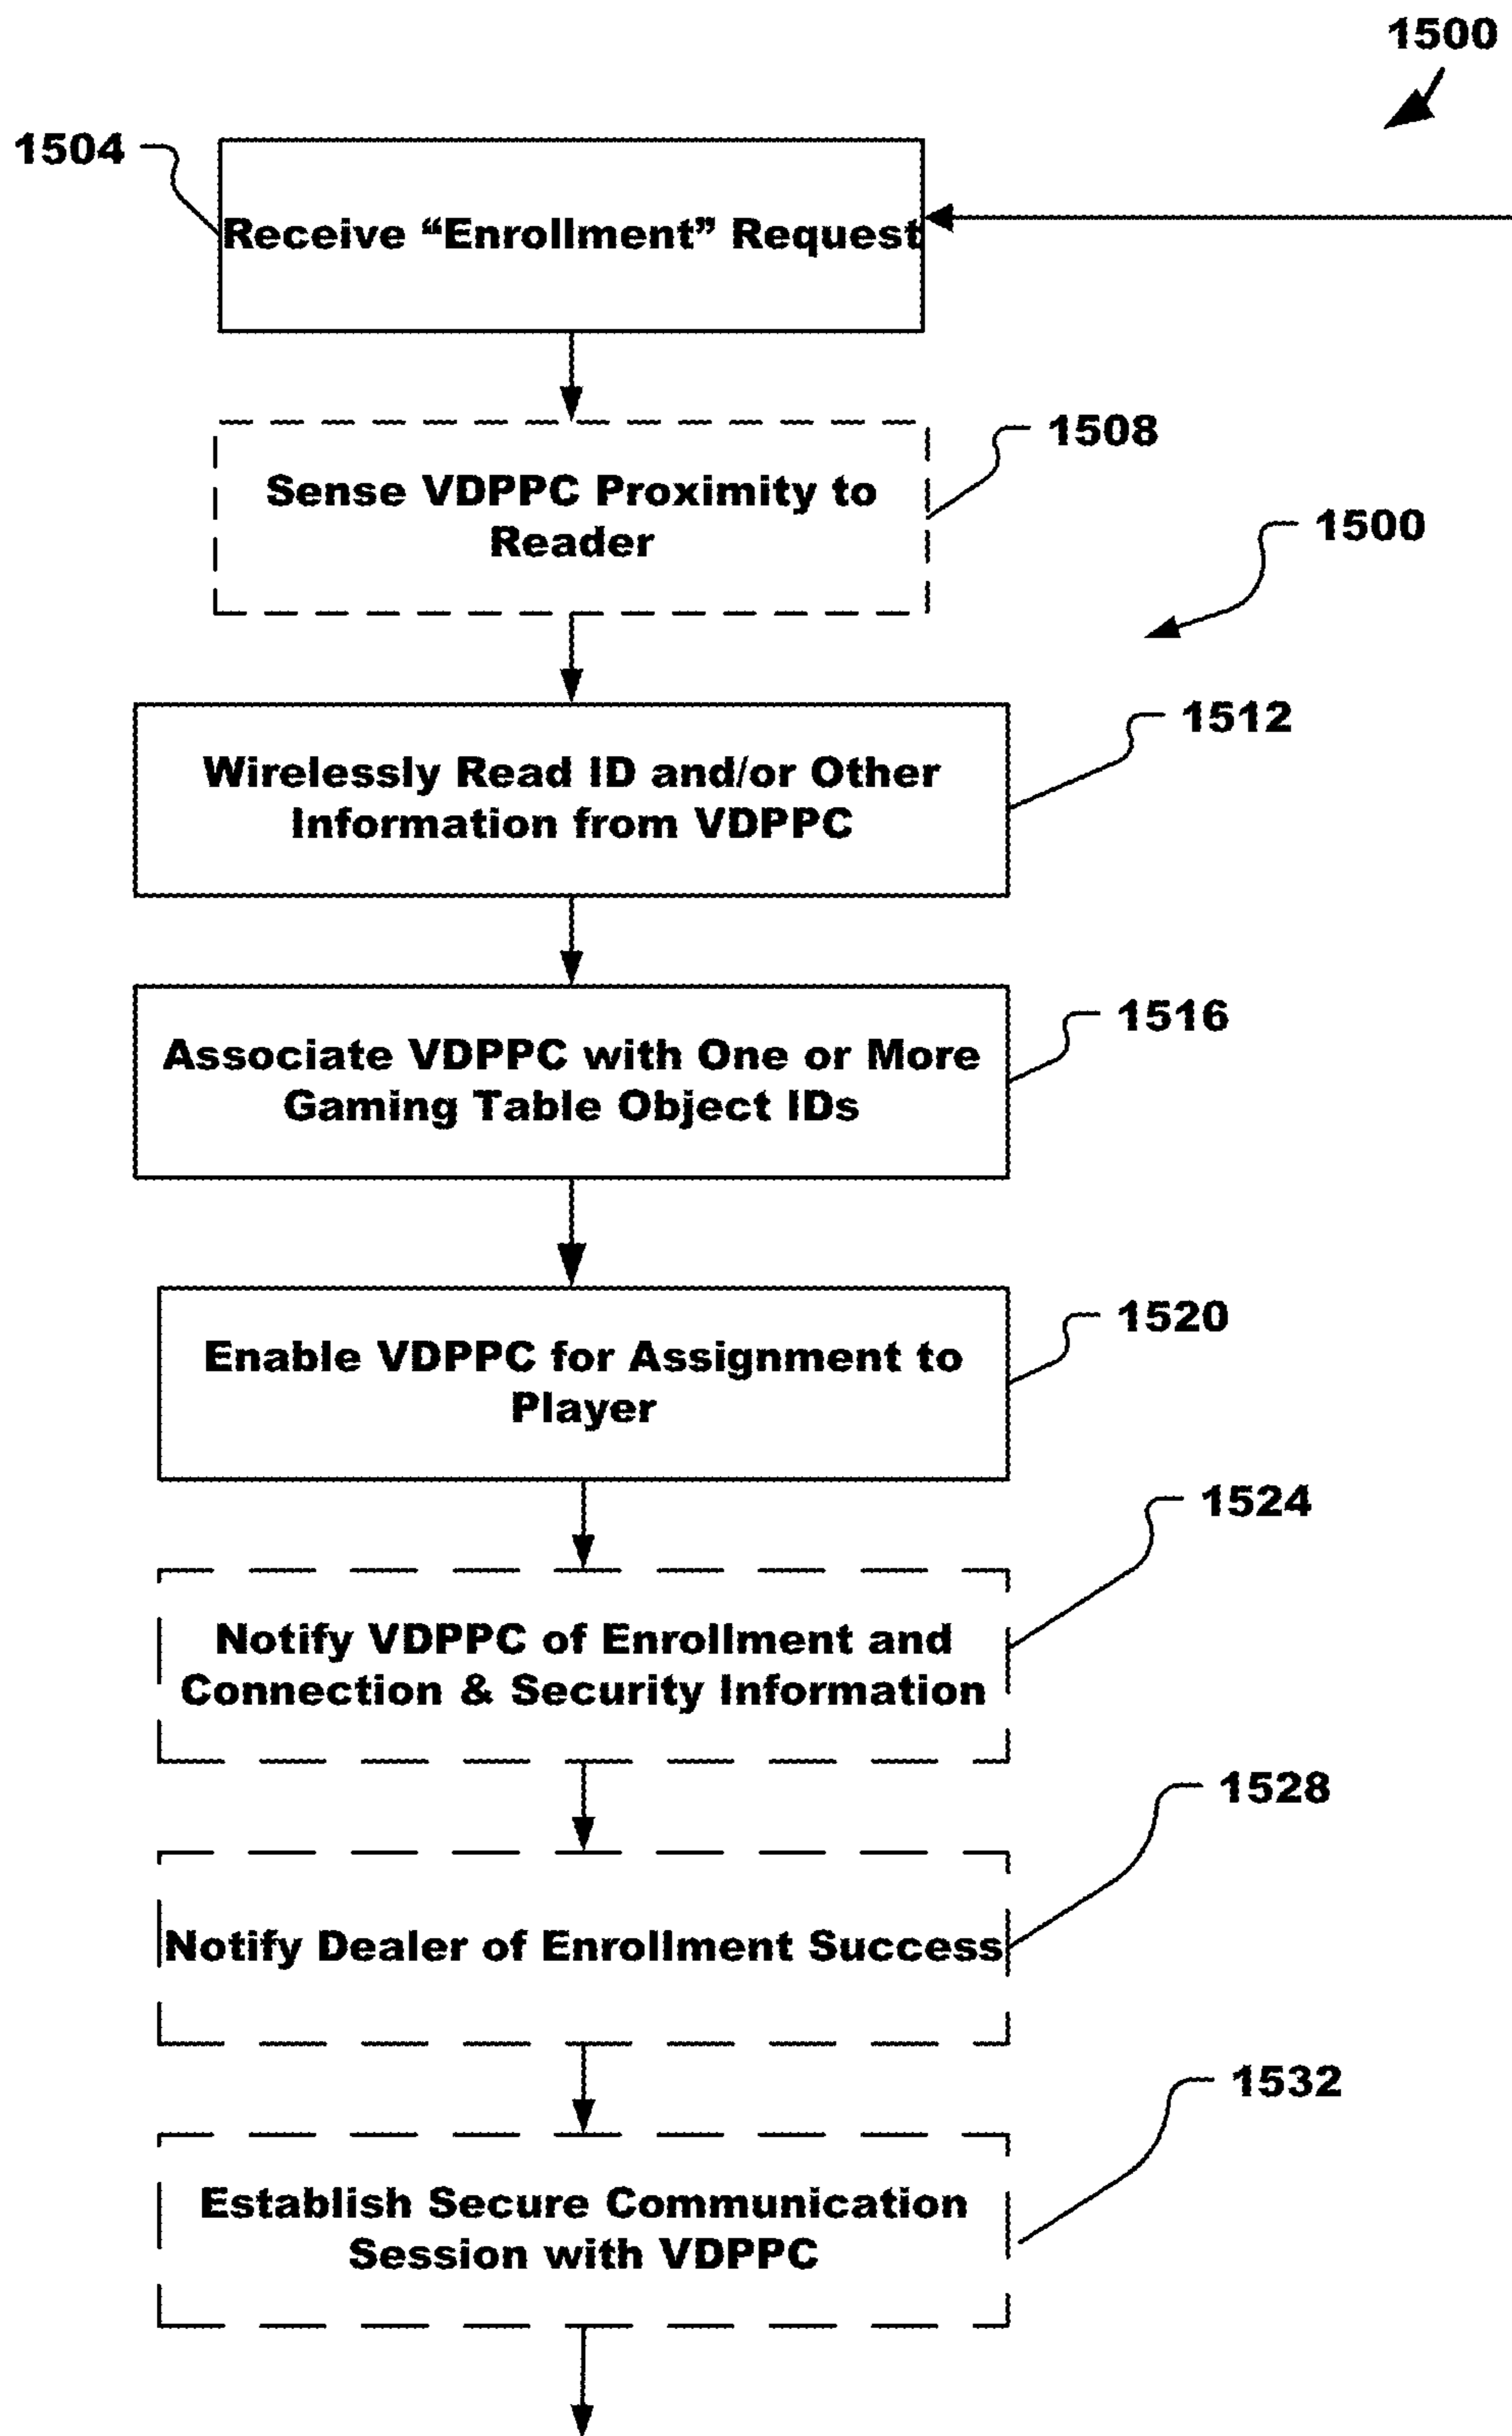 1500
1504
Receive “Enrollment” Request
1508
Sense VDPPC Proximity to
Reader
1500
1512
Wirelessly Read ID and/or Other
Information from VDPPC
1516
Associate VDPPC with One or More
Gaming Table Object IDs
1520
Enable VDPPC for Assignment to
Player
1524
Notify VDPPC of Enrollment and
Connection & Security Information
1528
Notify Dealer of Enrollment Success
1532
Establish Secure Communication
Session with VDPPC